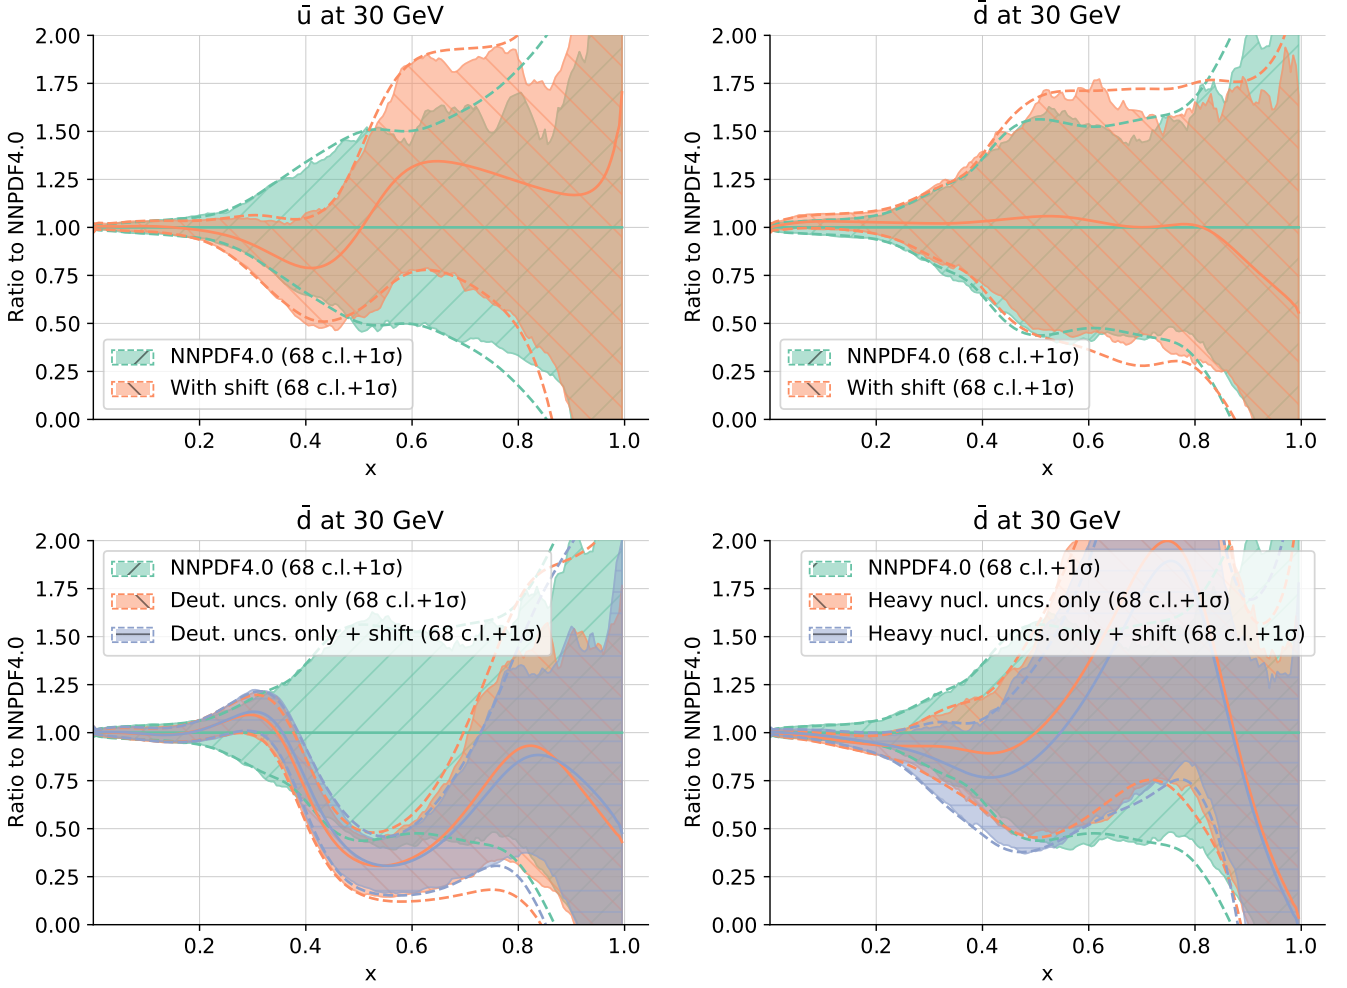 ū at 30 GeV
Ratio to NNPDF4.0
2.00
1.75
1.50
1.25
1.00
0.75
0.50
0.25
0.00
NNPDF4.0 (68 c.l.+1σ)
With shift (68 c.l.+1σ)
0.2 0.4 0.6 0.8 1.0
x
d̄ at 30 GeV
Ratio to NNPDF4.0
2.00
1.75
1.50
1.25
1.00
0.75
0.50
0.25
0.00
NNPDF4.0 (68 c.l.+1σ)
With shift (68 c.l.+1σ)
0.2 0.4 0.6 0.8 1.0
x
d̄ at 30 GeV
Ratio to NNPDF4.0
2.00
1.75
1.50
1.25
1.00
0.75
0.50
0.25
0.00
NNPDF4.0 (68 c.l.+1σ)
Deut. uncs. only (68 c.l.+1σ)
Deut. uncs. only + shift (68 c.l.+1σ)
0.2 0.4 0.6 0.8 1.0
x
d̄ at 30 GeV
Ratio to NNPDF4.0
2.00
1.75
1.50
1.25
1.00
0.75
0.50
0.25
0.00
NNPDF4.0 (68 c.l.+1σ)
Heavy nucl. uncs. only (68 c.l.+1σ)
Heavy nucl. uncs. only + shift (68 c.l.+1σ)
0.2 0.4 0.6 0.8 1.0
x